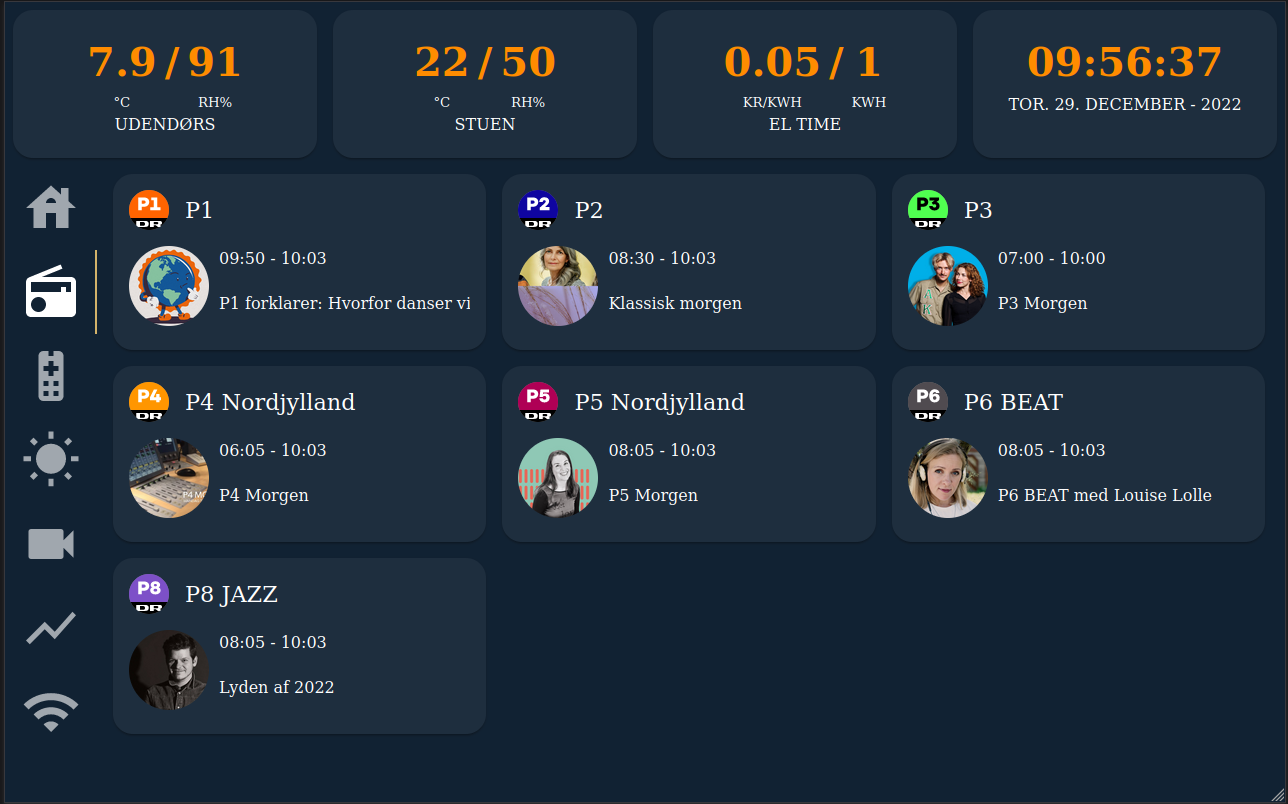 7.9 / 91
°C RH%
UDENDØRS
22 / 50
°C RH%
STUEN
0.05 / 1
KR/KWH KWH
EL TIME
09:56:37
TOR. 29. DECEMBER - 2022
P1 DR P1
09:50 - 10:03
P1 forklarer: Hvorfor danser vi
P2 DR P2
08:30 - 10:03
Klassisk morgen
P3 DR P3
07:00 - 10:00
P3 Morgen
P4 DR P4 Nordjylland
06:05 - 10:03
P4 Morgen
P5 DR P5 Nordjylland
08:05 - 10:03
P5 Morgen
P6 DR P6 BEAT
08:05 - 10:03
P6 BEAT med Louise Lolle
P8 DR P8 JAZZ
08:05 - 10:03
Lyden af 2022